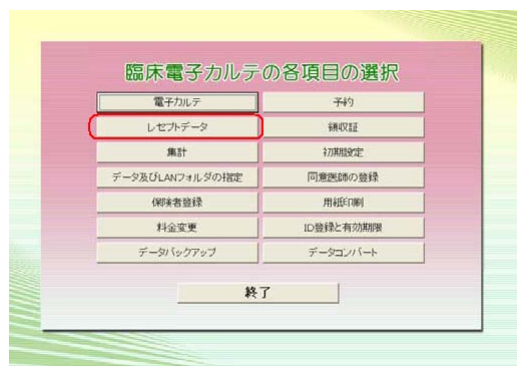 臨床電子カルテの各項目の選択
電子カルテ
予約
レセプトデータ
領収証
集計
初期設定
データ及びLANフォルダの指定
同意医師の登録
保険者登録
用紙印刷
料金変更
ID登録と有効期限
データバックアップ
データコンバート
終了